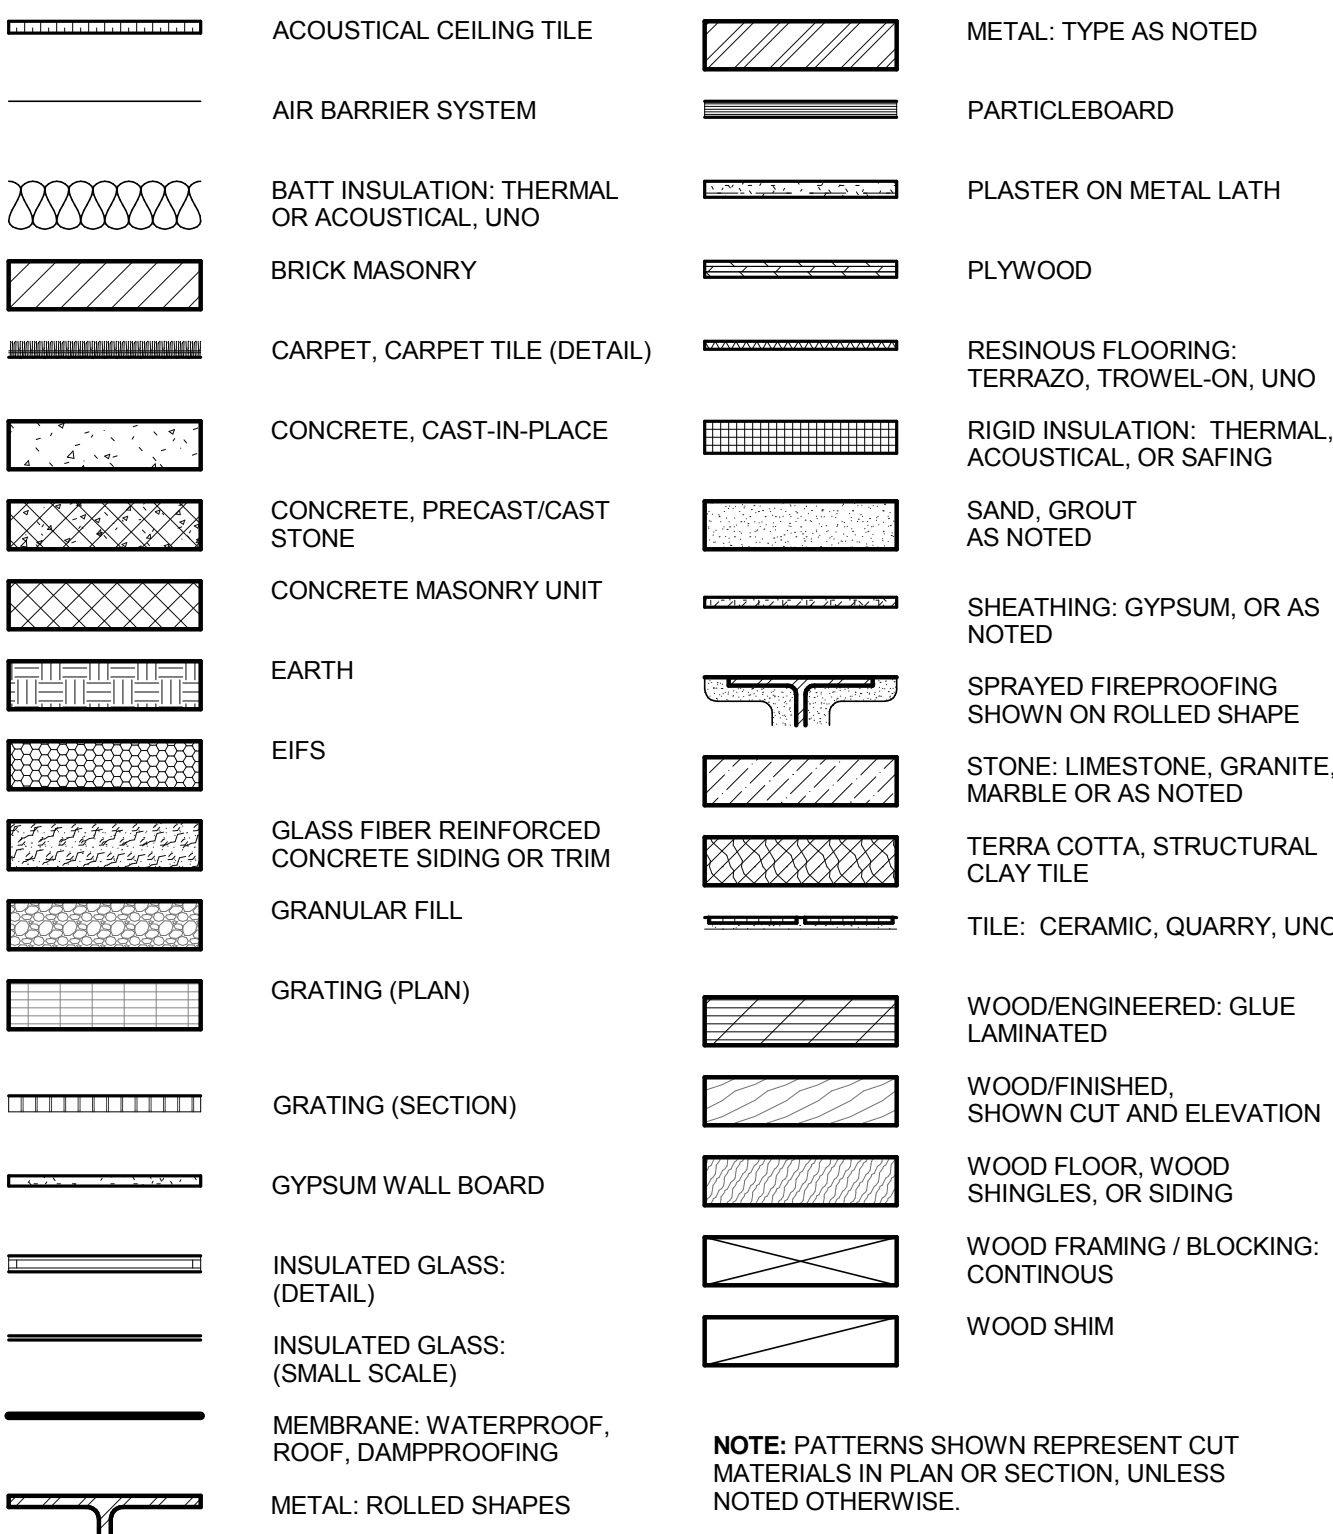 ACOUSTICAL CEILING TILE
AIR BARRIER SYSTEM
BATT INSULATION: THERMAL
OR ACOUSTICAL, UNO
BRICK MASONRY
CARPET, CARPET TILE (DETAIL)
CONCRETE, CAST-IN-PLACE
CONCRETE, PRECAST/CAST
STONE
CONCRETE MASONRY UNIT
EARTH
EIFS
GLASS FIBER REINFORCED
CONCRETE SIDING OR TRIM
GRANULAR FILL
GRATING (PLAN)
GRATING (SECTION)
GYPSUM WALL BOARD
INSULATED GLASS:
(DETAIL)
INSULATED GLASS:
(SMALL SCALE)
MEMBRANE: WATERPROOF,
ROOF, DAMPPROOFING
METAL: ROLLED SHAPES
METAL: TYPE AS NOTED
PARTICLEBOARD
PLASTER ON METAL LATH
PLYWOOD
RESINOUS FLOORING:
TERRAZO, TROWEL-ON, UNO
RIGID INSULATION: THERMAL,
ACOUSTICAL, OR SAFING
SAND, GROUT
AS NOTED
SHEATHING: GYPSUM, OR AS
NOTED
SPRAYED FIREPROOFING
SHOWN ON ROLLED SHAPE
STONE: LIMESTONE, GRANITE,
MARBLE OR AS NOTED
TERRA COTTA, STRUCTURAL
CLAY TILE
TILE: CERAMIC, QUARRY, UNO
WOOD/ENGINEERED: GLUE
LAMINATED
WOOD/FINISHED,
SHOWN CUT AND ELEVATION
WOOD FLOOR, WOOD
SHINGLES, OR SIDING
WOOD FRAMING / BLOCKING:
CONTINOUS
WOOD SHIM
NOTE: PATTERNS SHOWN REPRESENT CUT
MATERIALS IN PLAN OR SECTION, UNLESS
NOTED OTHERWISE.